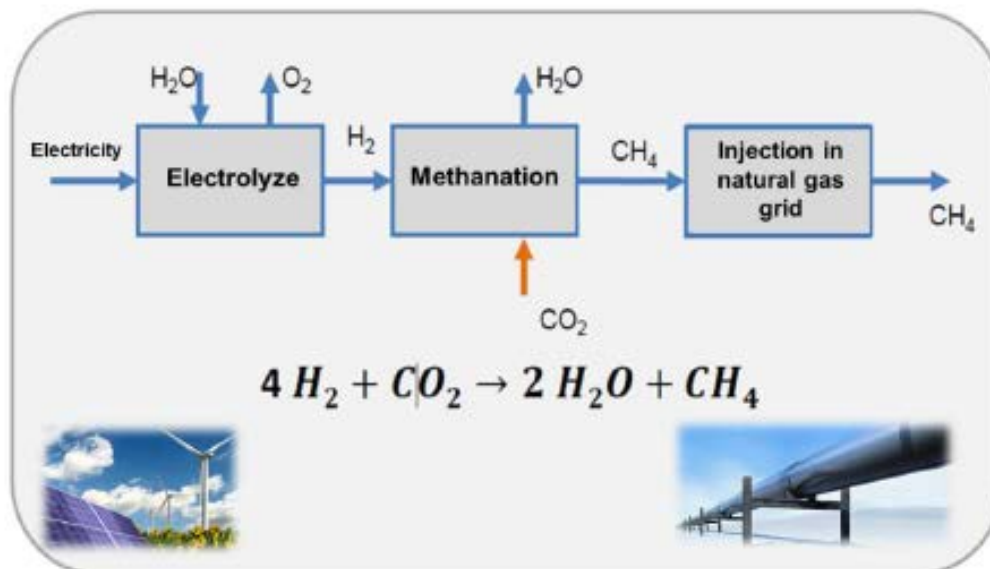 H₂O
O₂
Electricity
Electrolyze
H₂
Methanation
H₂O
CH₄
Injection in
natural gas
grid
CH₄
CO₂
4 H₂ + CO₂ → 2 H₂O + CH₄